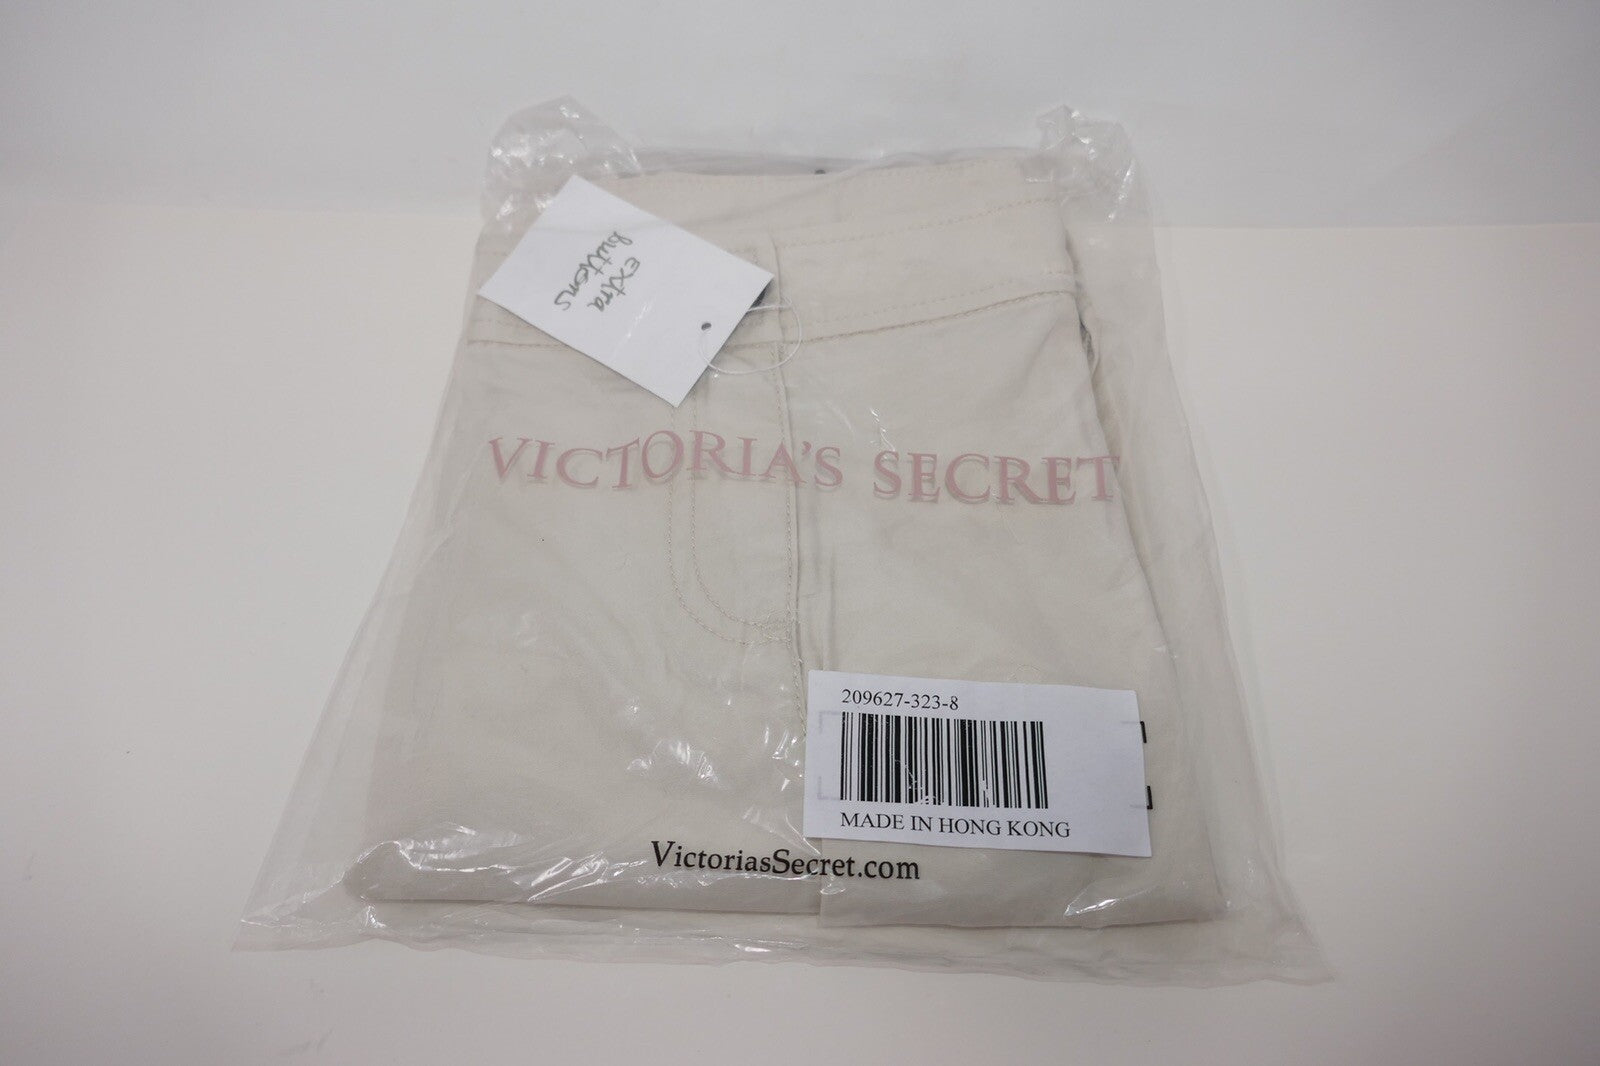 extra
buttons
VICTORIA'S SECRET
209627-323-8
MADE IN HONG KONG
VictoriasSecret.com